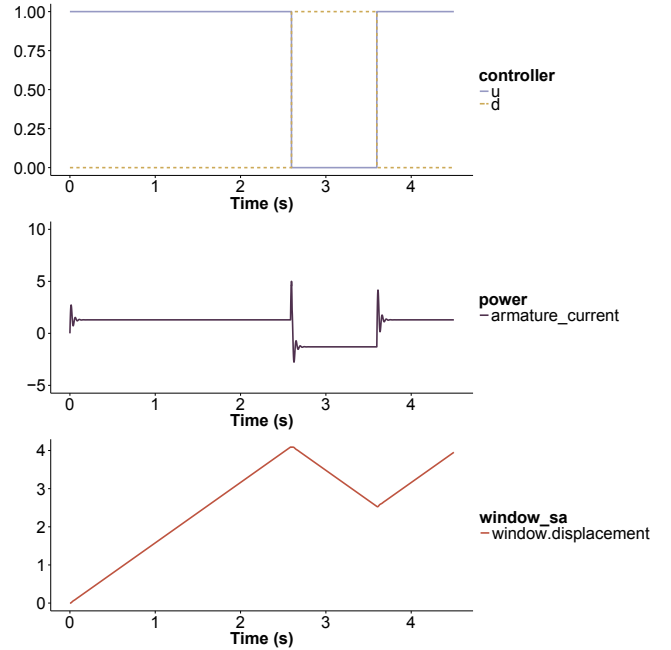 1.00
0.75
0.50
0.25
0.00
0 1 2 3 4
Time (s)
controller
u
d
10
5
0
−5
0 1 2 3 4
Time (s)
power
armature_current
4
3
2
1
0
0 1 2 3 4
Time (s)
window_sa
window.displacement